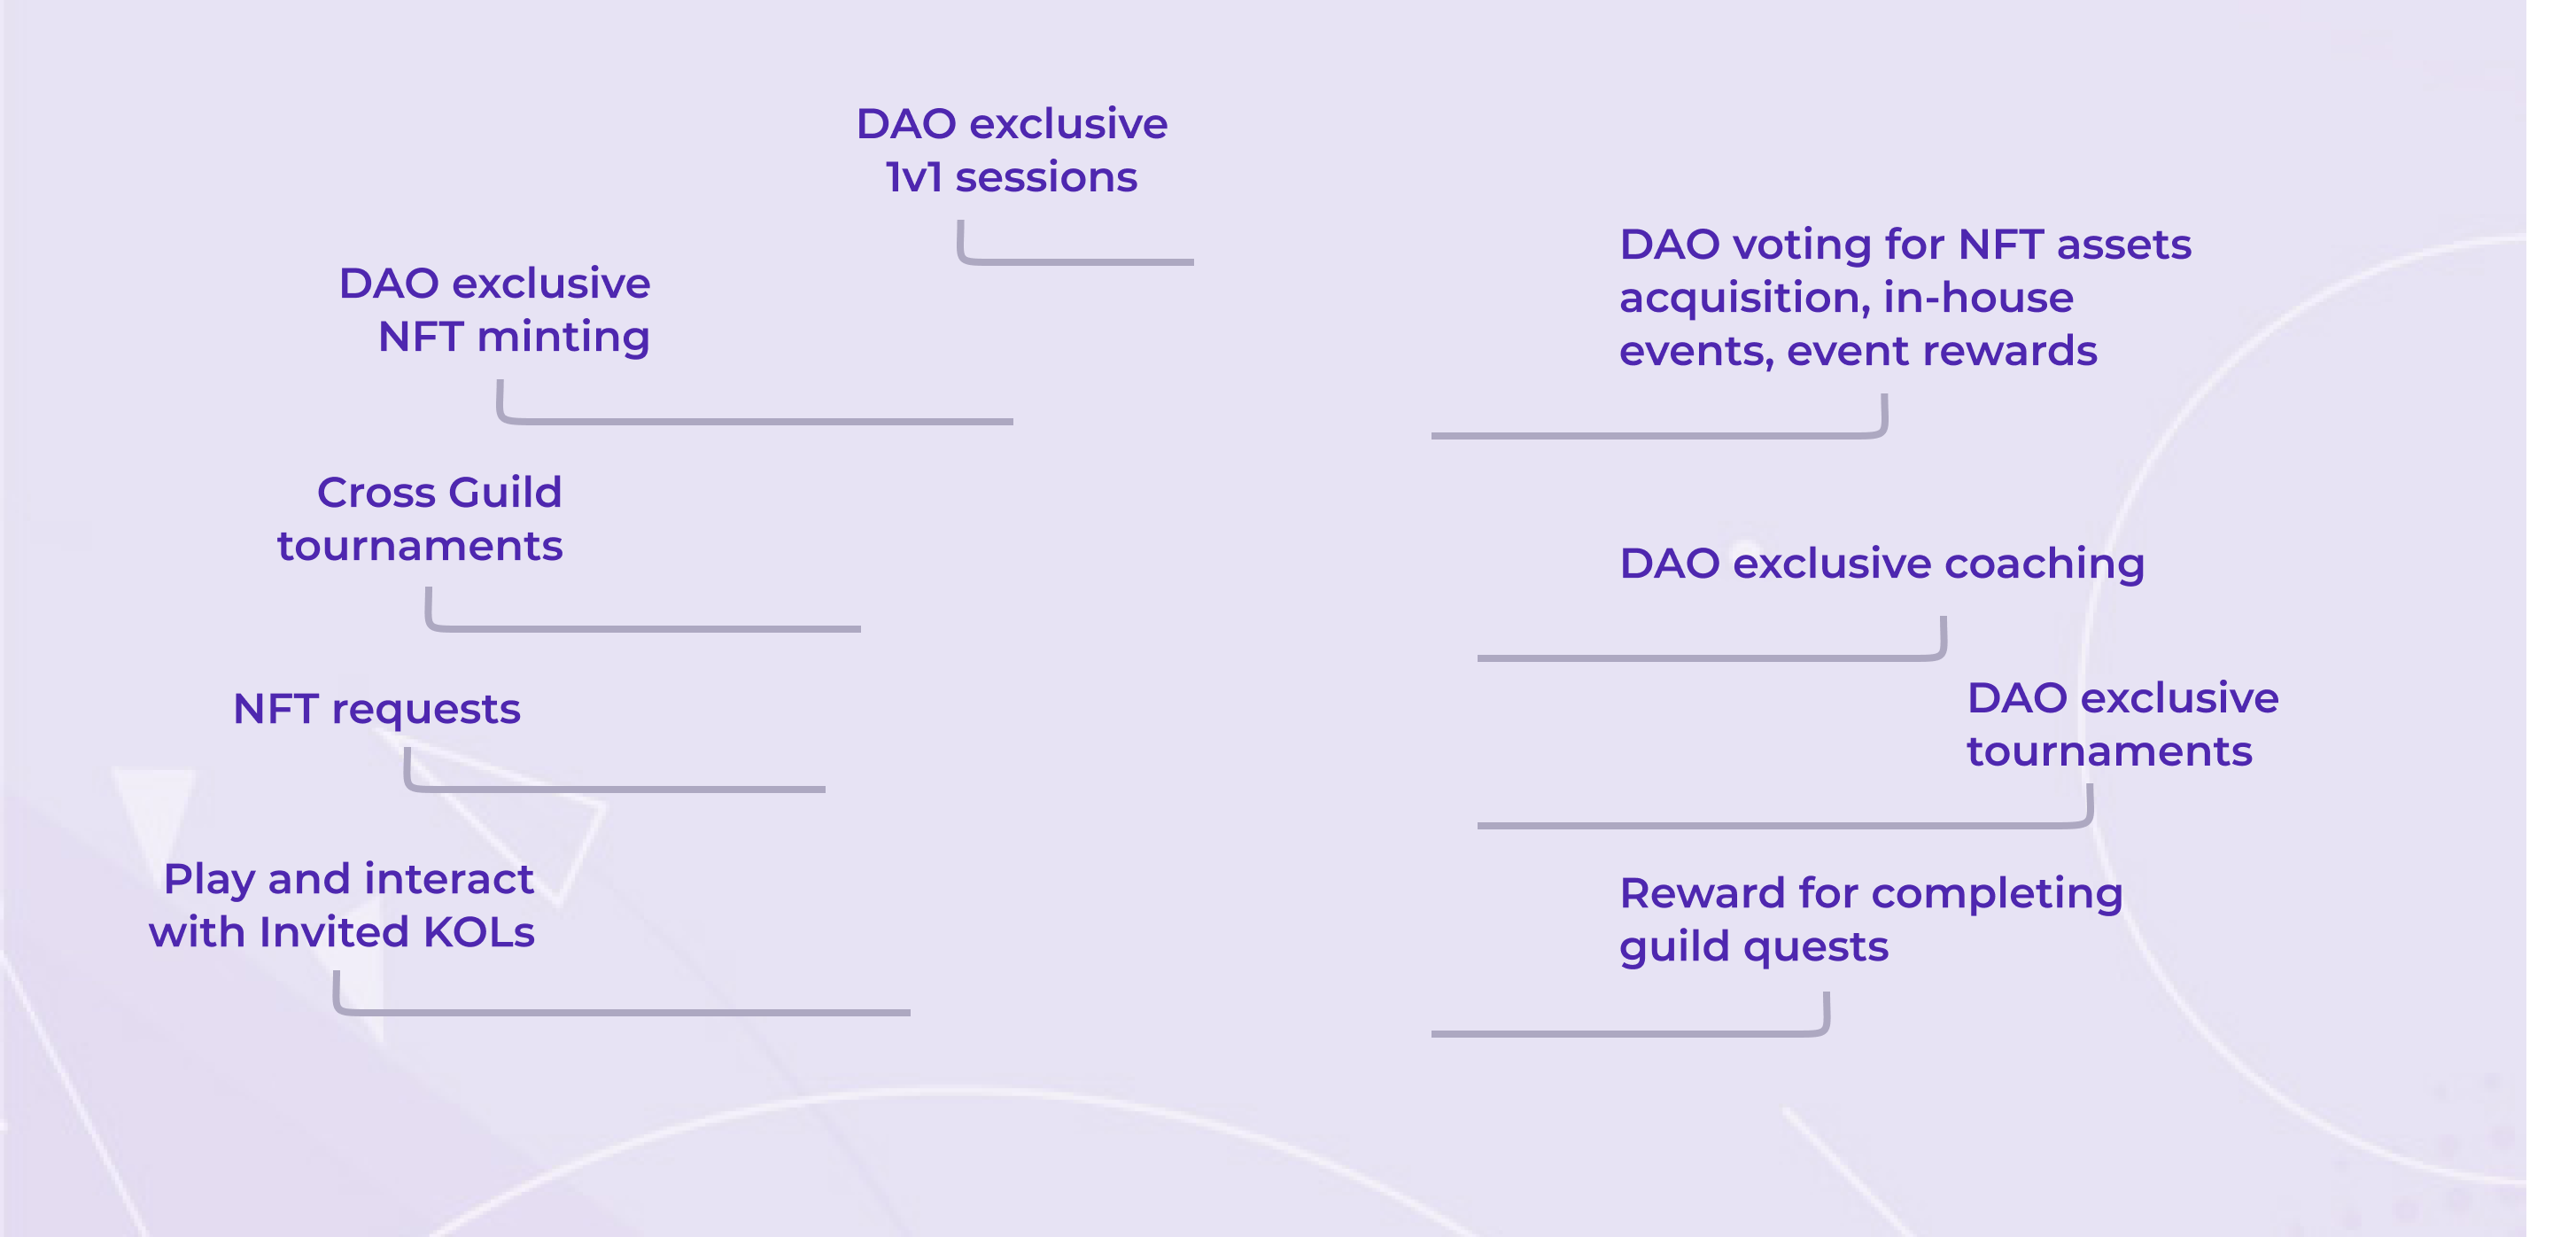 DAO exclusive
1v1 sessions
DAO exclusive
NFT minting
Cross Guild
tournaments
NFT requests
Play and interact
with Invited KOLs
DAO voting for NFT assets
acquisition, in-house
events, event rewards
DAO exclusive coaching
DAO exclusive
tournaments
Reward for completing
guild quests